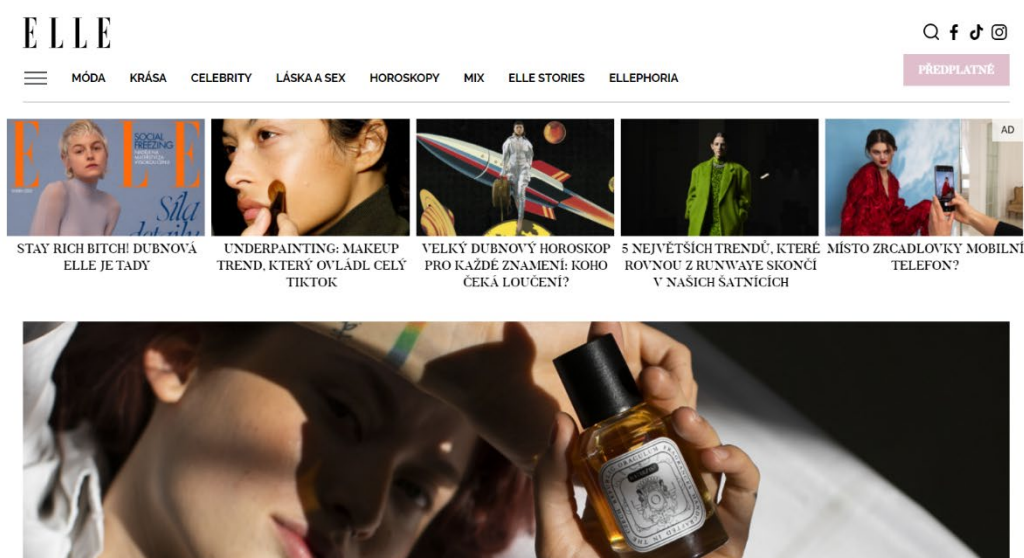 ELLE
MÓDA KRÁSA CELEBRITY LÁSKA A SEX HOROSKOPY MIX ELLE STORIES ELLEPHORIA
PŘEDPLATNÉ
ELLE
SOCIAL
FREEZING
Síla
detailu
AD
STAY RICH BITCH! DUBNOVÁ
ELLE JE TADY
UNDERPAINTING: MAKEUP
TREND, KTERÝ OVLÁDL CELÝ
TIKTOK
VELKÝ DUBNOVÝ HOROSKOP
PRO KAŽDÉ ZNAMENÍ: KOHO
ČEKÁ LOUČENÍ?
5 NEJVĚTŠÍCH TRENDŮ, KTERÉ
ROVNOU Z RUNWAYE SKONČÍ
V NAŠICH ŠATNÍCÍCH
MÍSTO ZRCADLOVKY MOBILNÍ
TELEFON?